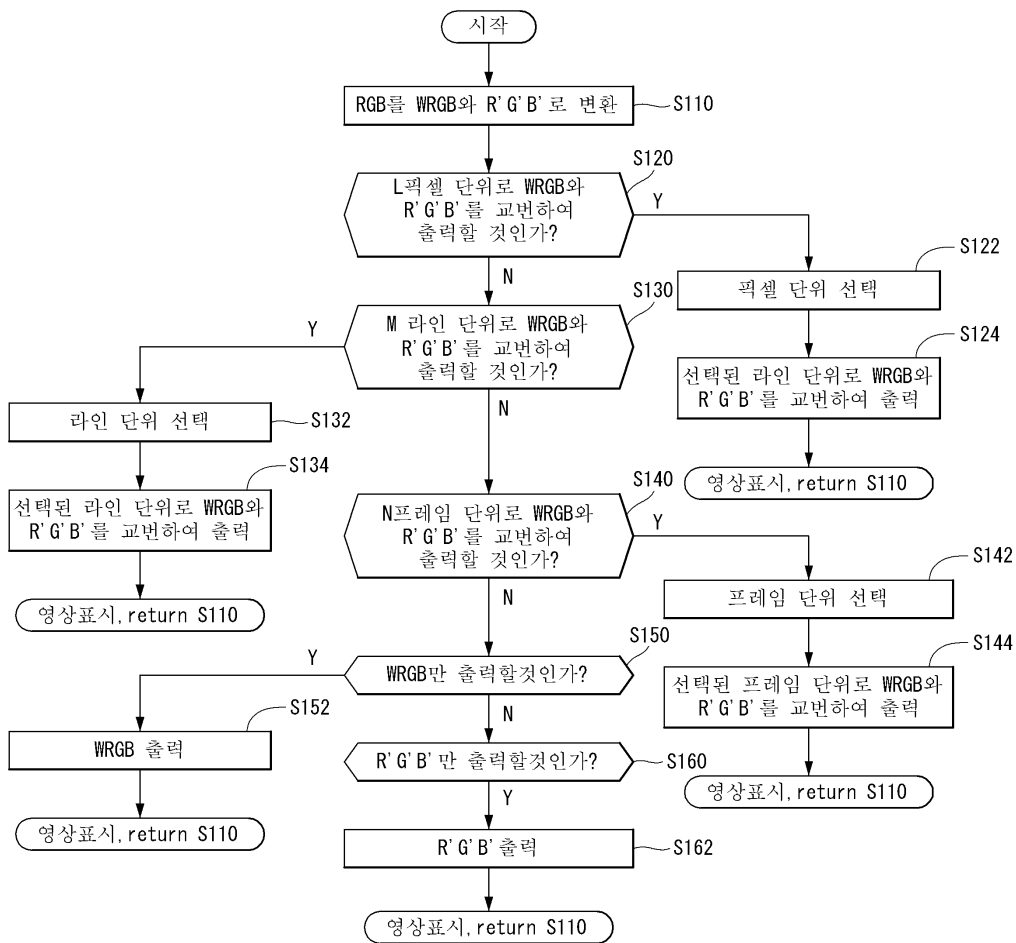 시작
RGB를 WRGB와 R'G'B'로 변환
S110
S120
L픽셀 단위로 WRGB와
R'G'B'를 교번하여
출력할 것인가?
Y
N
S122
픽셀 단위 선택
S124
선택된 라인 단위로 WRGB와
R'G'B'를 교번하여 출력
영상표시, return S110
S130
M 라인 단위로 WRGB와
R'G'B'를 교번하여
출력할 것인가?
Y
N
라인 단위 선택
S132
S134
선택된 라인 단위로 WRGB와
R'G'B'를 교번하여 출력
영상표시, return S110
S140
N프레임 단위로 WRGB와
R'G'B'를 교번하여
출력할 것인가?
Y
N
S142
프레임 단위 선택
S144
선택된 프레임 단위로 WRGB와
R'G'B'를 교번하여 출력
영상표시, return S110
S150
WRGB만 출력할것인가?
Y
N
S152
WRGB 출력
영상표시, return S110
R'G'B'만 출력할것인가?
S160
Y
R'G'B'출력
S162
영상표시, return S110